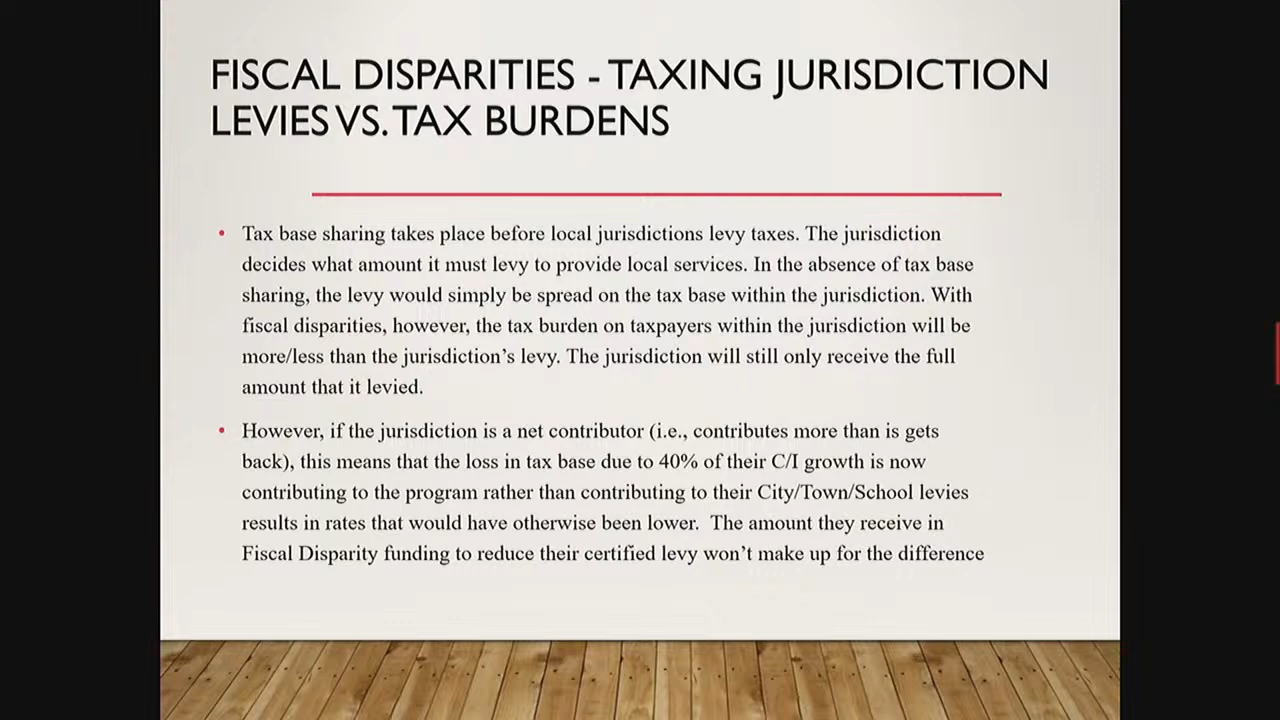 FISCAL DISPARITIES - TAXING JURISDICTION
LEVIES VS. TAX BURDENS
• Tax base sharing takes place before local jurisdictions levy taxes. The jurisdiction
decides what amount it must levy to provide local services. In the absence of tax base
sharing, the levy would simply be spread on the tax base within the jurisdiction. With
fiscal disparities, however, the tax burden on taxpayers within the jurisdiction will be
more/less than the jurisdiction’s levy. The jurisdiction will still only receive the full
amount that it levied.
• However, if the jurisdiction is a net contributor (i.e., contributes more than is gets
back), this means that the loss in tax base due to 40% of their C/I growth is now
contributing to the program rather than contributing to their City/Town/School levies
results in rates that would have otherwise been lower.  The amount they receive in
Fiscal Disparity funding to reduce their certified levy won’t make up for the difference